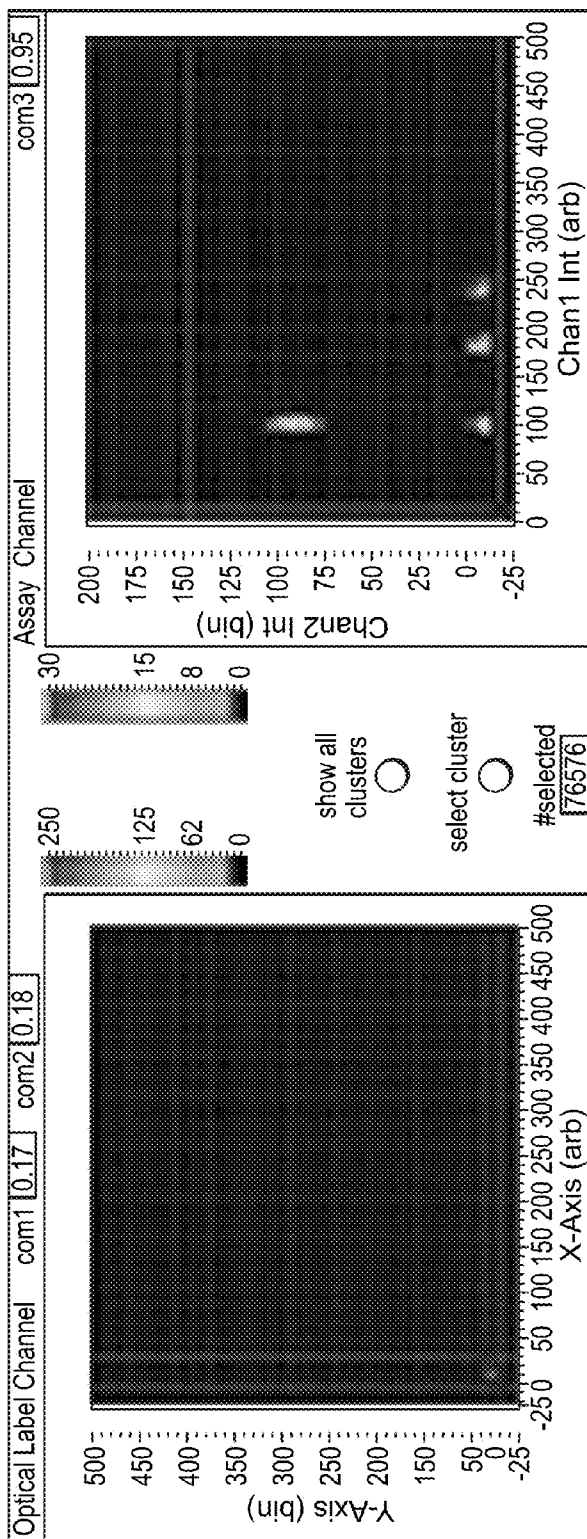 Optical Label Channel com1 0.17 com2 0.18
Assay Channel com3 0.95
500
450
400
350
300
250
200
150
100
50
0
-25
Y-Axis (bin)
-25 0 50 100 150 200 250 300 350 400 450 500
X-Axis (arb)
250
125
62
0
30
15
8
0
show all
clusters
select cluster
#selected
76576
200
175
150
125
100
75
50
25
0
-25
Chan2 Int (bin)
0 50 100 150 200 250 300 350 400 450 500
Chan1 Int (arb)